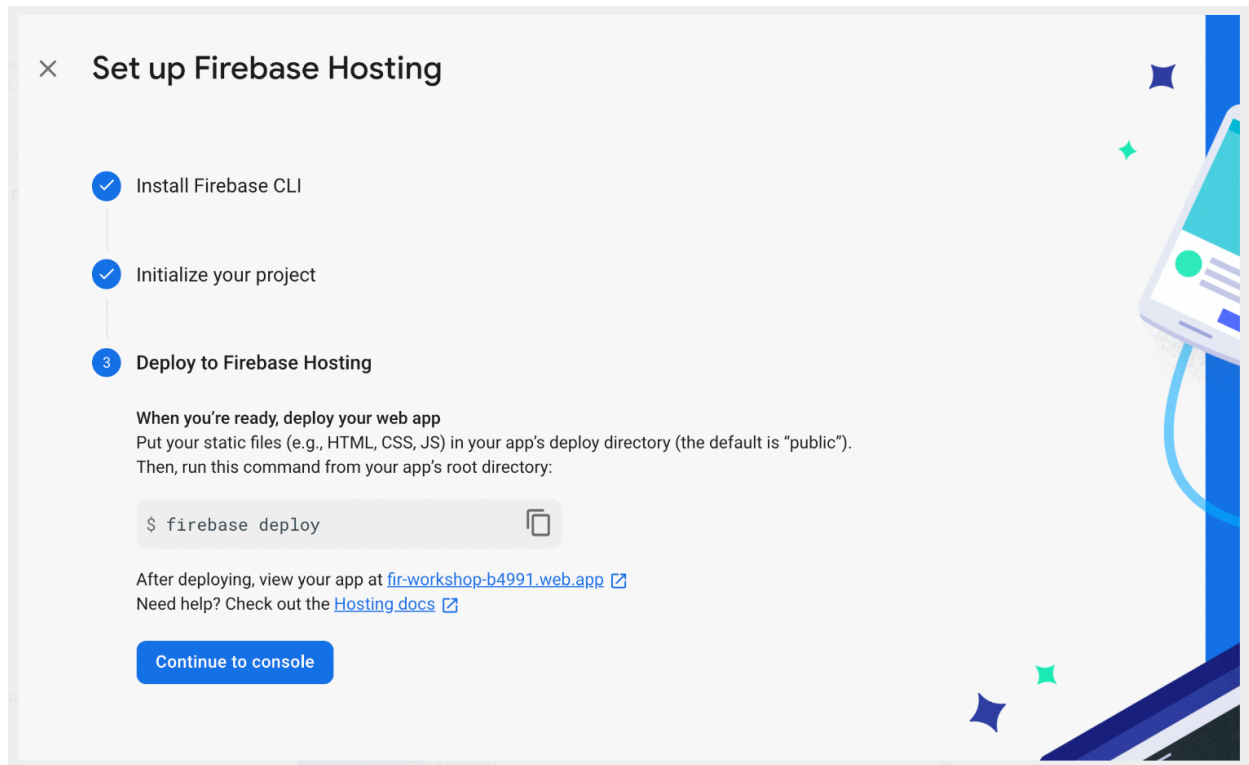 Set up Firebase Hosting
Install Firebase CLI
Initialize your project
3 Deploy to Firebase Hosting
When you’re ready, deploy your web app
Put your static files (e.g., HTML, CSS, JS) in your app’s deploy directory (the default is “public”).
Then, run this command from your app’s root directory:
$ firebase deploy
After deploying, view your app at fir-workshop-b4991.web.app
Need help? Check out the Hosting docs
Continue to console